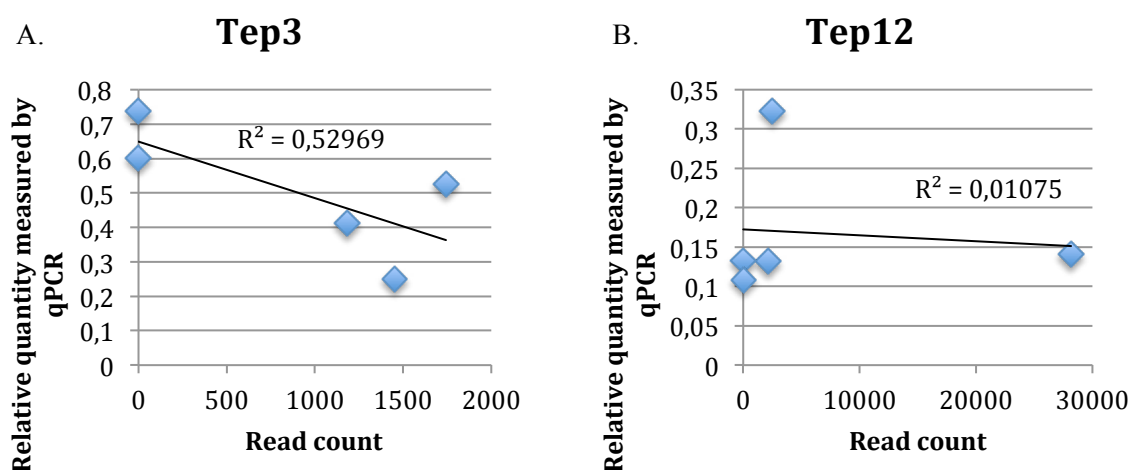 A.
Tep3
Relative quantity measured by
qPCR
0,8
0,7
0,6
0,5
0,4
0,3
0,2
0,1
0
R² = 0,52969
0
500
1000
1500
2000
Read count
B.
Tep12
Relative quantity measured by
qPCR
0,35
0,3
0,25
0,2
0,15
0,1
0,05
0
R² = 0,01075
0
10000
20000
30000
Read count